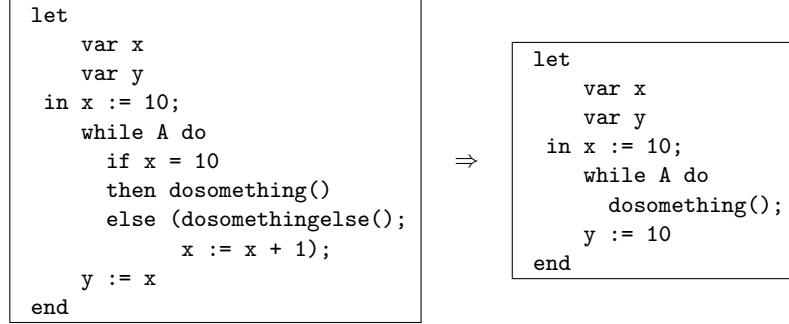 let
    var x
    var y
 in x := 10;
    while A do
      if x = 10
      then dosomething()
      else (dosomethingelse();
            x := x + 1);
    y := x
end
⇒
let
    var x
    var y
 in x := 10;
    while A do
      dosomething();
    y := 10
end